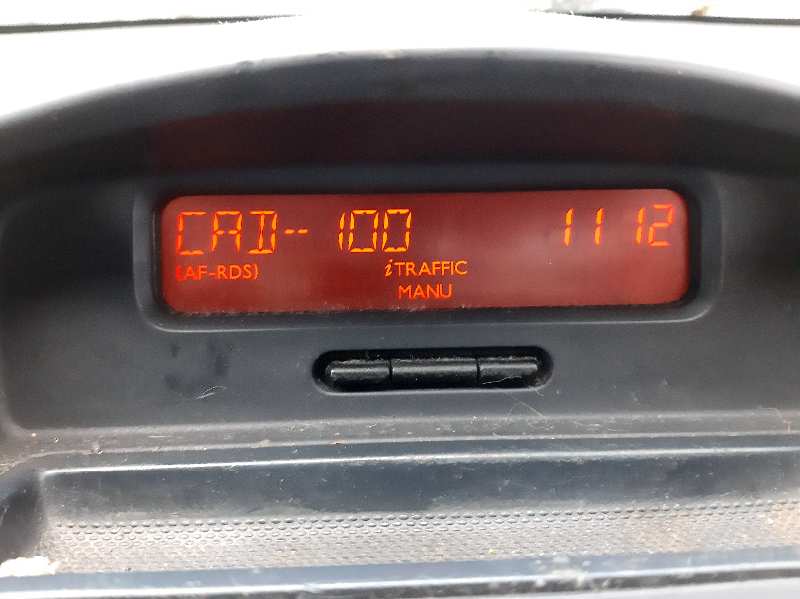 CAD-- 100 11 12
(AF-RDS) iTRAFFIC
MANU